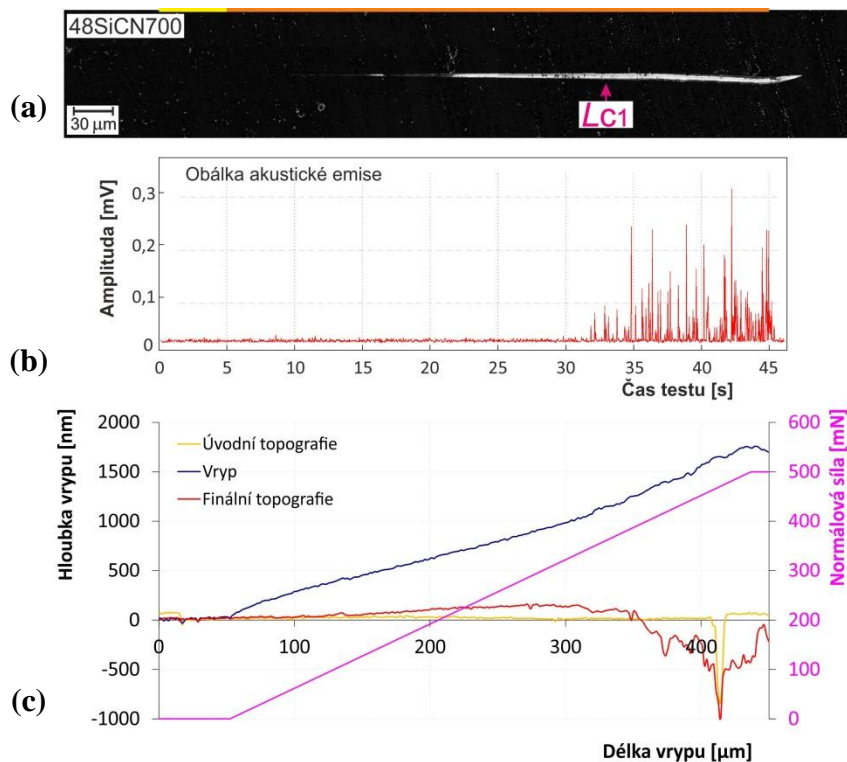 48SiCN700
(a)
30 µm
LC1
Obálka akustické emise
Amplituda [mV]
0,3
0,2
0,1
0
(b)
0 5 10 15 20 25 30 35 40 45
Čas testu [s]
Hloubka vrypu [nm]
2000
1500
1000
500
0
-500
-1000
Úvodní topografie
Vryp
Finální topografie
600
500
400
300
200
100
0
Normálová síla [mN]
0 100 200 300 400
(c)
Délka vrypu [µm]